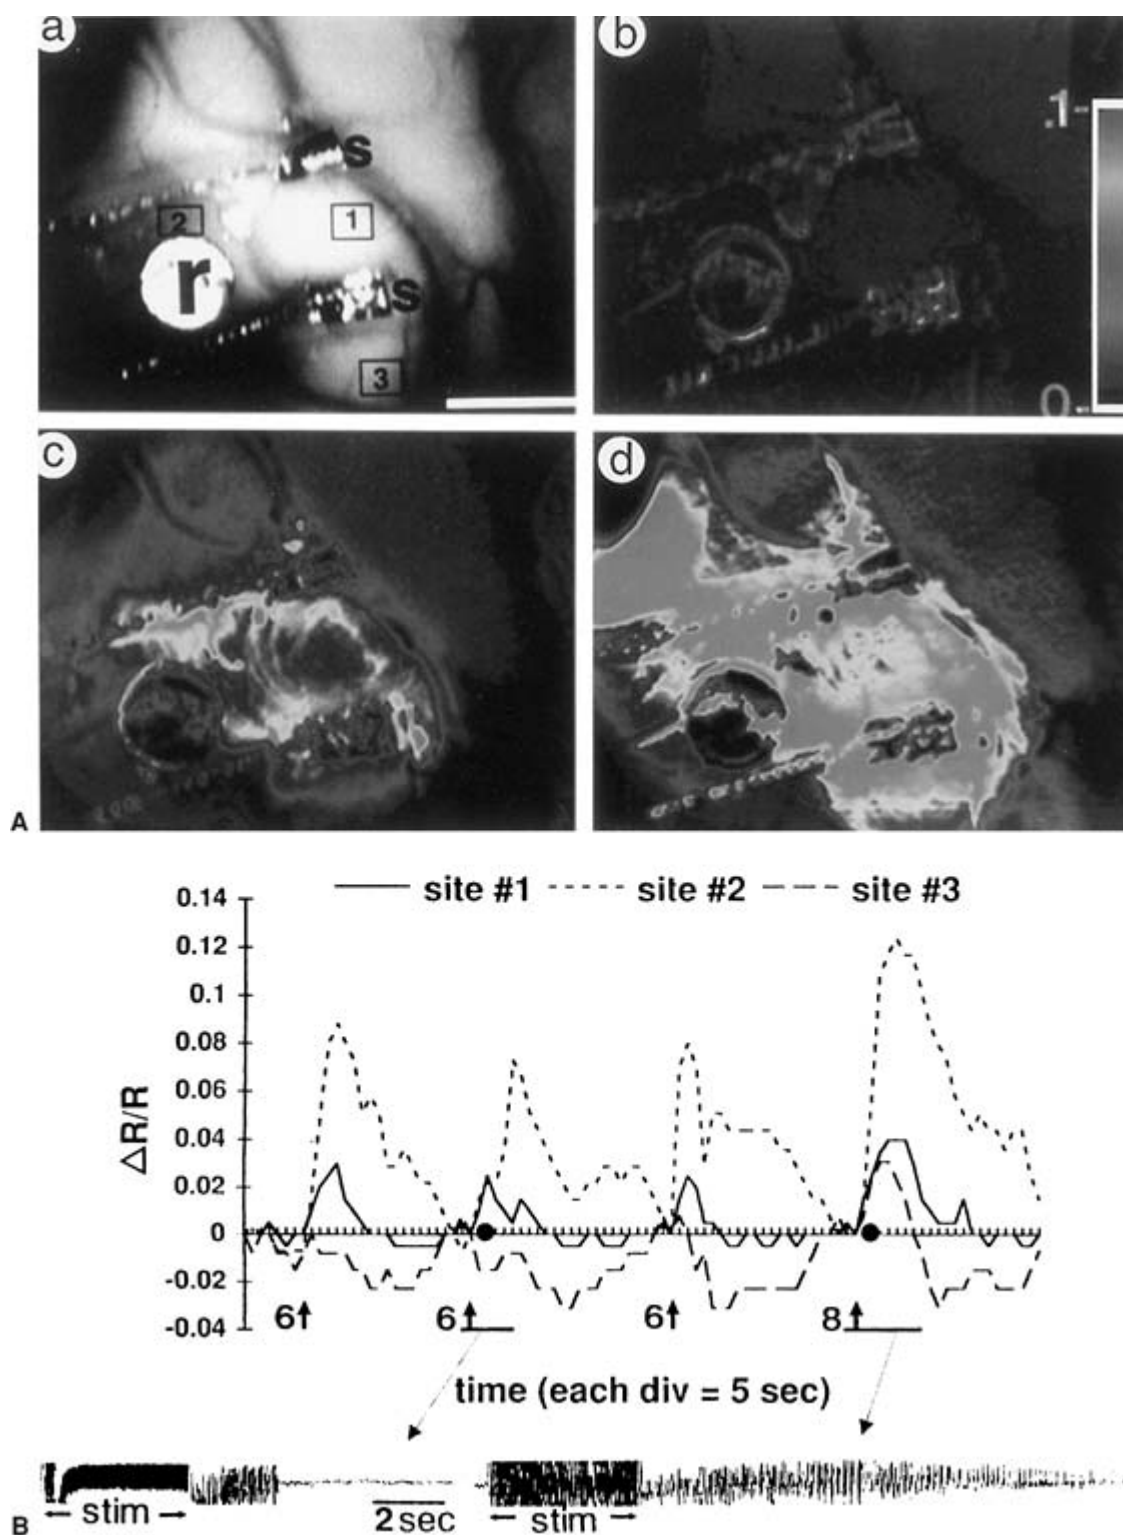 a
b
s
.1
2
1
r
s
3
0
c
d
A
site #1
site #2
site #3
0.14
0.12
0.1
0.08
0.06
0.04
0.02
0
-0.02
-0.04
ΔR/R
6
6
6
8
time (each div = 5 sec)
stim
2 sec
stim
B